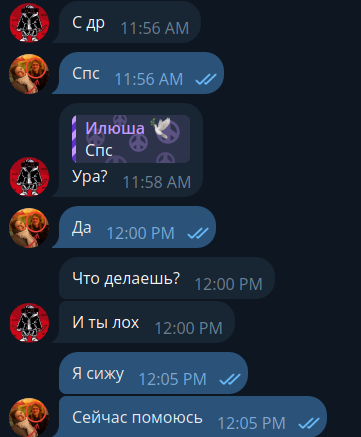 С др 11:56 AM
Спс 11:56 AM
Илюша 🕊
Спс
Ура? 11:58 AM
Да 12:00 PM
Что делаешь? 12:00 PM
И ты лох 12:00 PM
Я сижу 12:05 PM
Сейчас помоюсь 12:05 PM